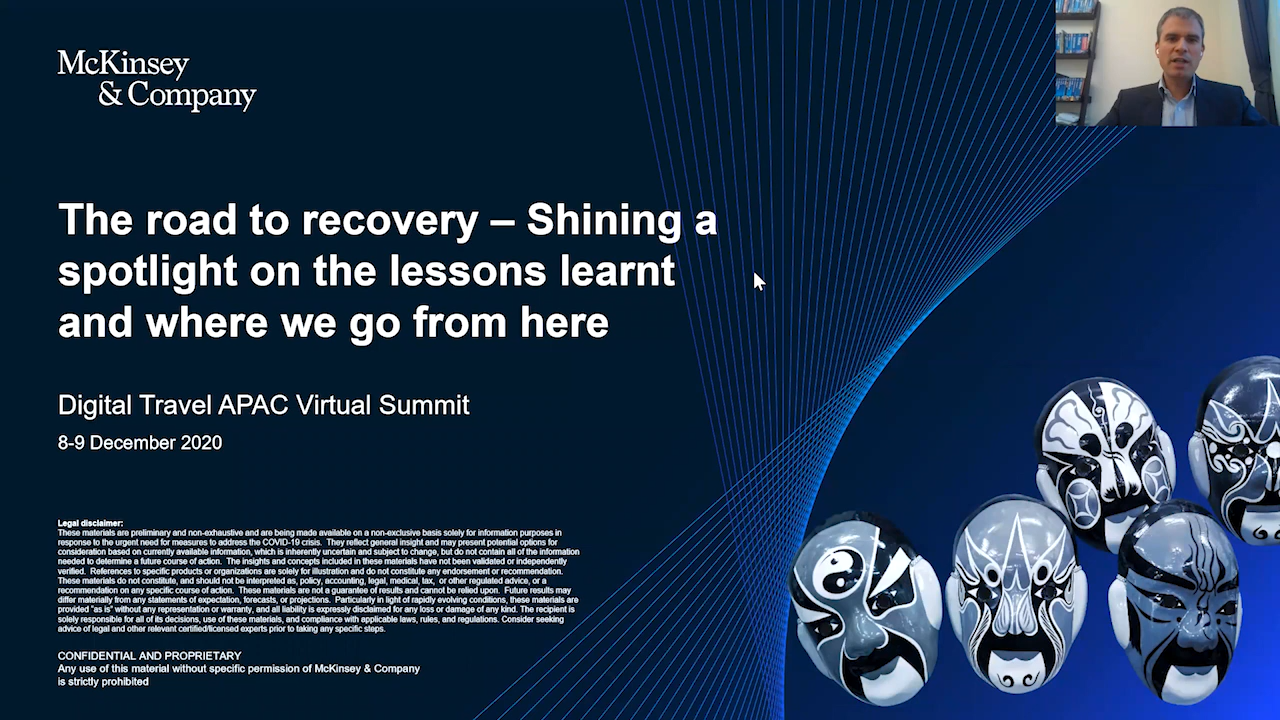 McKinsey
& Company
The road to recovery – Shining a
spotlight on the lessons learnt
and where we go from here
Digital Travel APAC Virtual Summit
8-9 December 2020
Legal disclaimer:
These materials are preliminary and non-exhaustive and are being made available on a non-exclusive basis solely for information purposes in
response to the urgent need for measures to address the COVID-19 crisis. They reflect general insight and may present potential options for
consideration based on currently available information, which is inherently uncertain and subject to change, but do not contain all of the information
needed to determine a future course of action. The insights and concepts included in these materials have not been validated or independently
verified. References to specific products or organizations are solely for illustration and do not constitute any endorsement or recommendation.
These materials do not constitute, and should not be interpreted as, policy, accounting, legal, medical, tax, or other regulated advice, or a
recommendation on any specific course of action. These materials are not a guarantee of results and cannot be relied upon. Future results may
differ materially from any statements of expectation, forecasts, or projections. Particularly in light of rapidly evolving conditions, these materials are
provided "as is" without any representation or warranty, and all liability is expressly disclaimed for any loss or damage of any kind. The recipient is
solely responsible for all of its decisions, use of these materials, and compliance with applicable laws, rules, and regulations. Consider seeking
advice of legal and other relevant certified/licensed experts prior to taking any specific steps.
CONFIDENTIAL AND PROPRIETARY
Any use of this material without specific permission of McKinsey & Company
is strictly prohibited